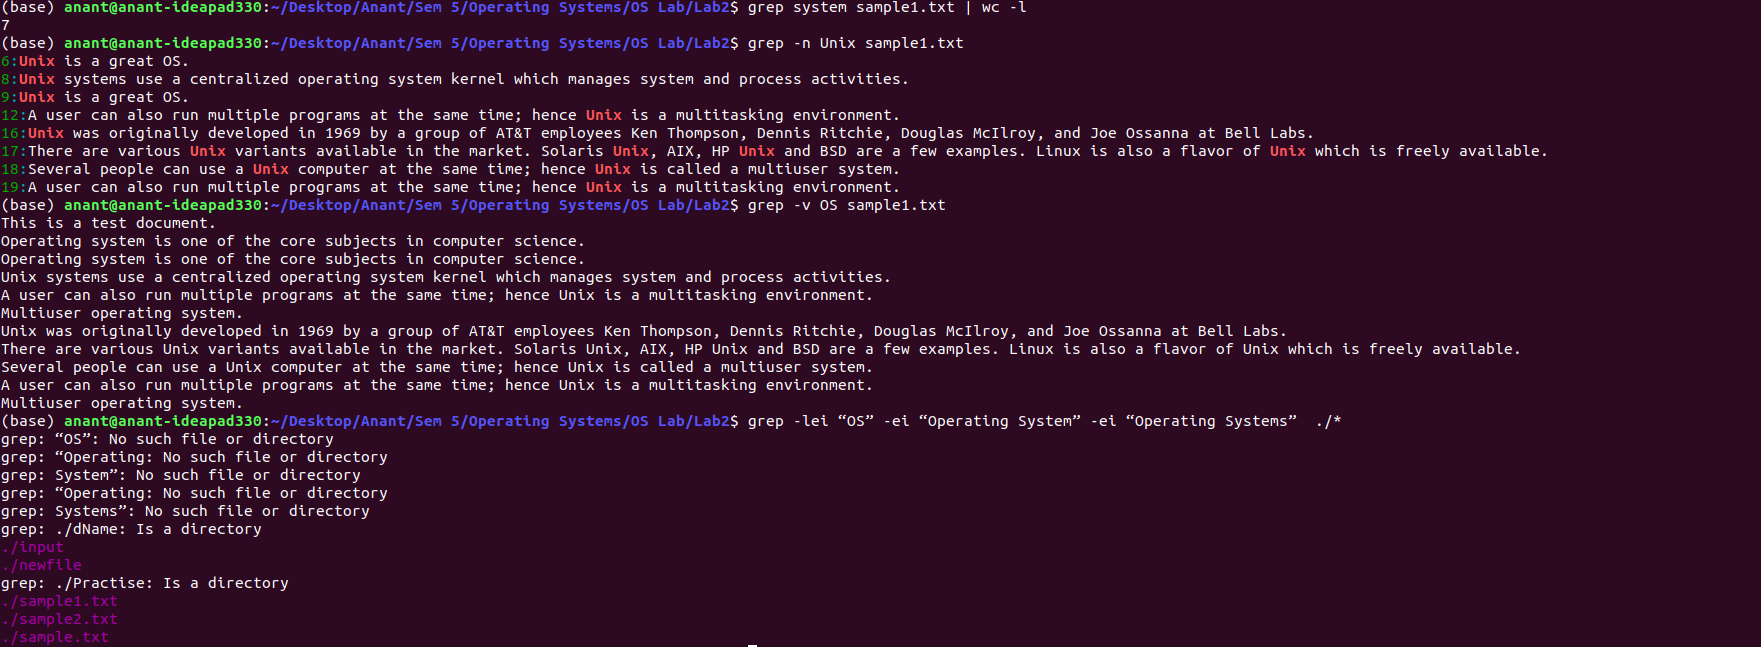 (base) anant@anant-ideapad330:~/Desktop/Anant/Sem 5/Operating Systems/OS Lab/Lab2$ grep system sample1.txt | wc -l
7
(base) anant@anant-ideapad330:~/Desktop/Anant/Sem 5/Operating Systems/OS Lab/Lab2$ grep -n Unix sample1.txt
6:Unix is a great OS.
8:Unix systems use a centralized operating system kernel which manages system and process activities.
9:Unix is a great OS.
12:A user can also run multiple programs at the same time; hence Unix is a multitasking environment.
16:Unix was originally developed in 1969 by a group of AT&T employees Ken Thompson, Dennis Ritchie, Douglas McIlroy, and Joe Ossanna at Bell Labs.
17:There are various Unix variants available in the market. Solaris Unix, AIX, HP Unix and BSD are a few examples. Linux is also a flavor of Unix which is freely available.
18:Several people can use a Unix computer at the same time; hence Unix is called a multiuser system.
19:A user can also run multiple programs at the same time; hence Unix is a multitasking environment.
(base) anant@anant-ideapad330:~/Desktop/Anant/Sem 5/Operating Systems/OS Lab/Lab2$ grep -v OS sample1.txt
This is a test document.
Operating system is one of the core subjects in computer science.
Operating system is one of the core subjects in computer science.
Unix systems use a centralized operating system kernel which manages system and process activities.
A user can also run multiple programs at the same time; hence Unix is a multitasking environment.
Multiuser operating system.
Unix was originally developed in 1969 by a group of AT&T employees Ken Thompson, Dennis Ritchie, Douglas McIlroy, and Joe Ossanna at Bell Labs.
There are various Unix variants available in the market. Solaris Unix, AIX, HP Unix and BSD are a few examples. Linux is also a flavor of Unix which is freely available.
Several people can use a Unix computer at the same time; hence Unix is called a multiuser system.
A user can also run multiple programs at the same time; hence Unix is a multitasking environment.
Multiuser operating system.
(base) anant@anant-ideapad330:~/Desktop/Anant/Sem 5/Operating Systems/OS Lab/Lab2$ grep -lei “OS” -ei “Operating System” -ei “Operating Systems”  ./*
grep: “OS”: No such file or directory
grep: “Operating: No such file or directory
grep: System”: No such file or directory
grep: “Operating: No such file or directory
grep: Systems”: No such file or directory
grep: ./dName: Is a directory
./input
./newfile
grep: ./Practise: Is a directory
./sample1.txt
./sample2.txt
./sample.txt